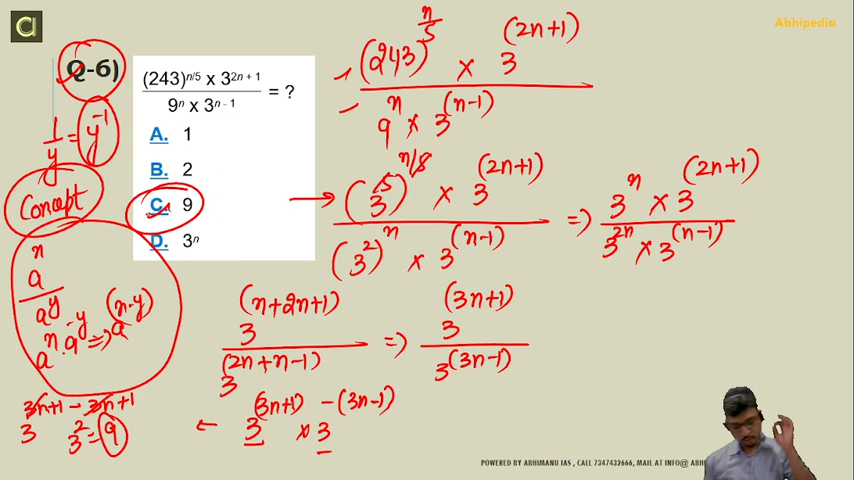 a
Abhipedia
Q-6)
(243)^n/5 x 3^2n + 1
9^n x 3^n - 1
= ?
A. 1
B. 2
C. 9
D. 3^n
(243)^n/5 × 3^(2n+1)
9^n × 3^(n-1)
1/y = y^-1
Concept
a^x
a^y
a^x . a^-y => a^(x-y)
(3^5)^n/5 × 3^(2n+1)
(3^2)^n × 3^(n-1)
=> 3^n × 3^(2n+1)
3^2n × 3^(n-1)
3^(n+2n+1)
3^(2n+n-1)
=> 3^(3n+1)
3^(3n-1)
3^(3n+1) × 3^-(3n-1)
3^3n+1-3n+1
3^2 = 9
POWERED BY ABHIMANU IAS , CALL 7347432666, MAIL AT INFO@